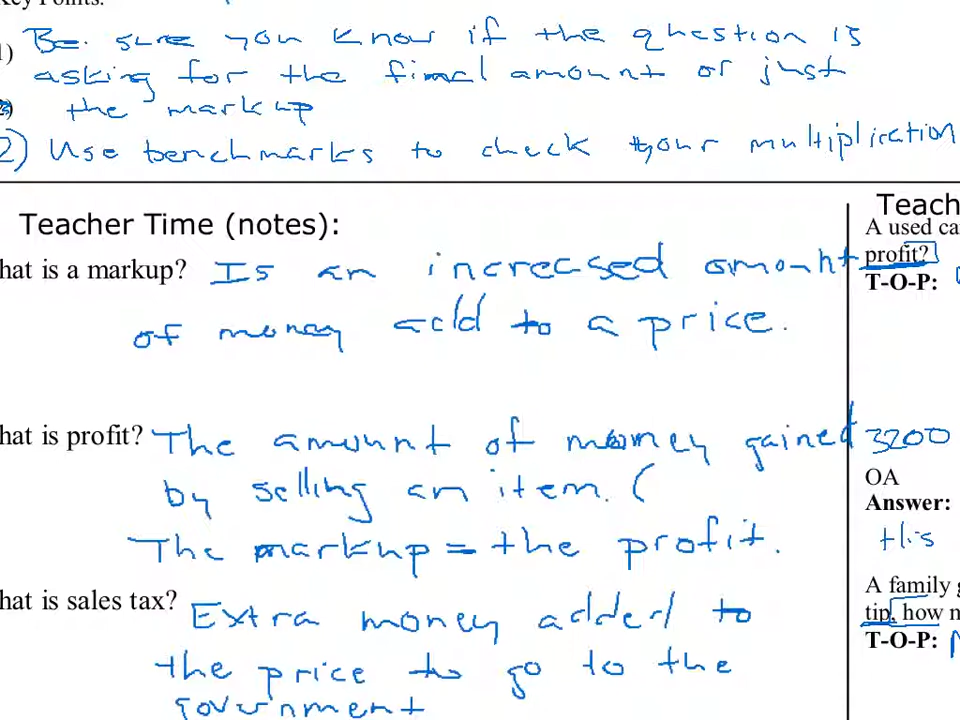 Key Points:
1) Be sure you know if the question is
asking for the final amount or just
the markup
2) Use benchmarks to check your multiplication
Teacher Time (notes):
hat is a markup? Is an increased amount
of money add to a price.
hat is profit? The amount of money gained
by selling an item. (
The markup = the profit.
hat is sales tax? Extra money added to
the price to go to the
government
Teach
A used ca
profit?
T-O-P:
3200
OA
Answer:
this
A family g
tip, how m
T-O-P: